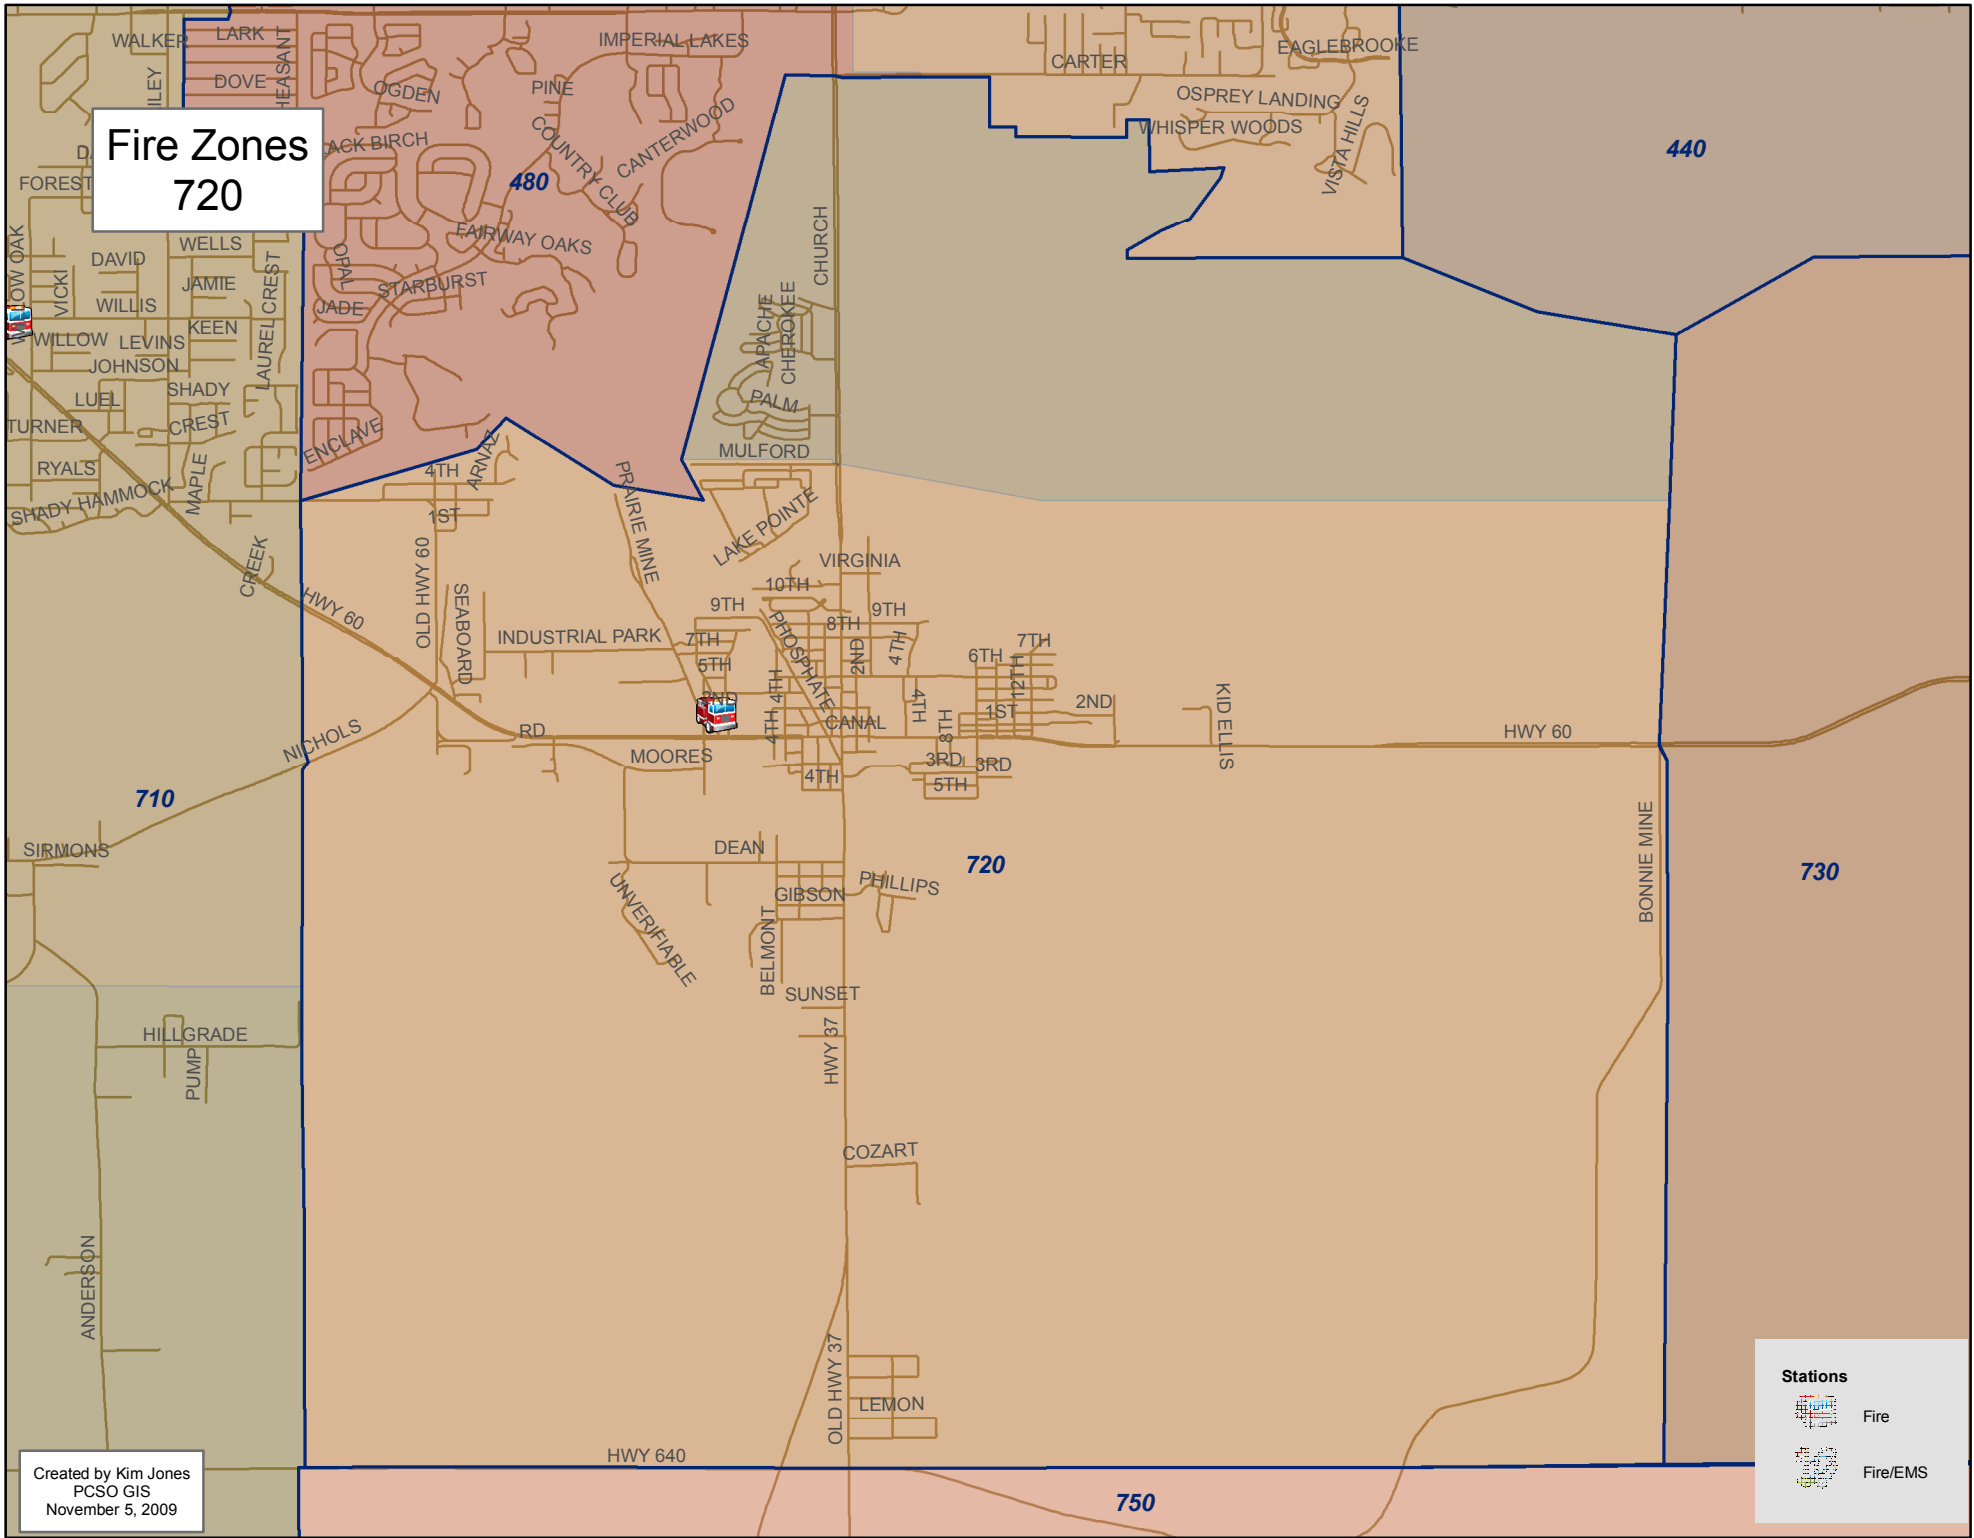 Fire Zones
720
WALKER
LARK
DOVE
OGDEN
PINE
IMPERIAL LAKES
COUNTRY CLUB
CANTERWOOD
480
FAIRWAY OAKS
STARBURST
OPAL
JADE
ENCLAVE
FOREST
WELLS
DAVID
VICKI
WILLIS
JAMIE
KEEN
LAUREL CREST
WILLOW
LEVINS
JOHNSON
SHADY
LUEL
CREST
TURNER
RYALS
MAPLE
SHADY HAMMOCK
CREEK
CARTER
EAGLEBROOKE
OSPREY LANDING
WHISPER WOODS
VISTA HILLS
440
CHURCH
APACHE
CHEROKEE
PALM
MULFORD
LAKE POINTE
PRAIRIE MINE
4TH
ARNAZ
1ST
OLD HWY 60
SEABOARD
HWY 60
INDUSTRIAL PARK
VIRGINIA
10TH
9TH
9TH
8TH
7TH
5TH
PHOSPHATE
2ND
4TH
4TH
4TH
4TH
CANAL
6TH
7TH
12TH
1ST
2ND
8TH
3RD
3RD
5TH
4TH
KID ELLIS
HWY 60
RD
MOORES
NICHOLS
710
SIRMONS
DEAN
GIBSON
PHILLIPS
UNVERIFIABLE
BELMONT
SUNSET
HWY 37
720
BONNIE MINE
730
HILLGRADE
PUMP
ANDERSON
COZART
OLD HWY 37
LEMON
HWY 640
750
Created by Kim Jones
PCSO GIS
November 5, 2009
Stations
Fire
Fire/EMS